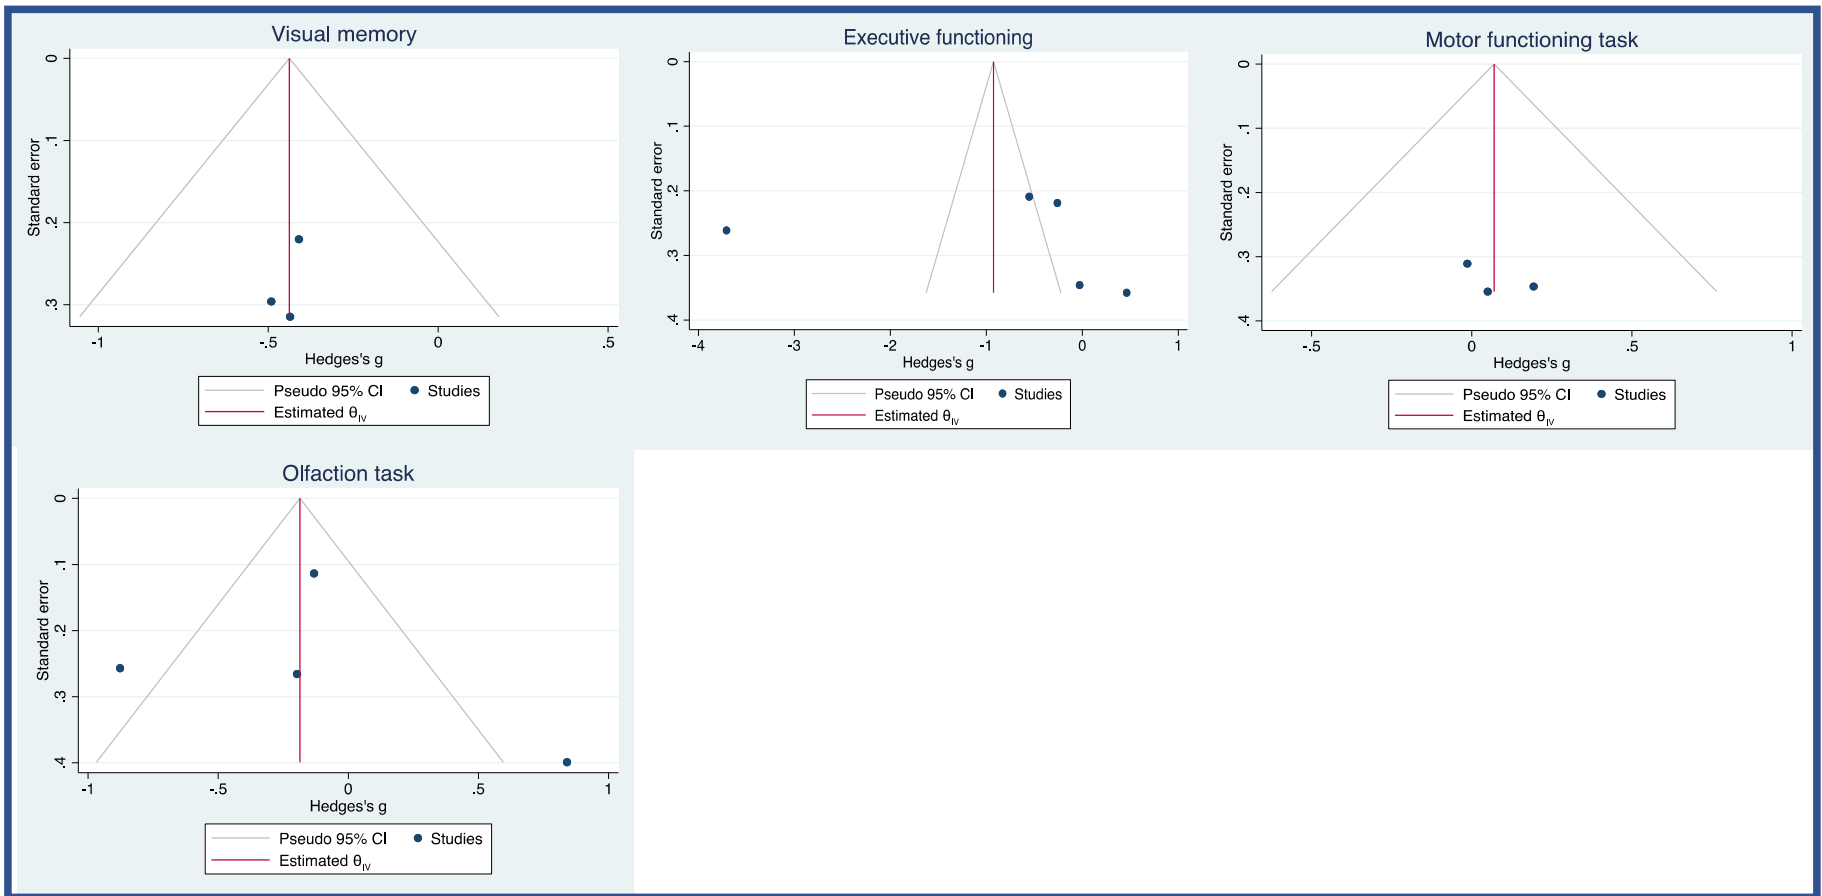 Visual memory
Standard error
0
.1
.2
.3
-1
-.5
0
.5
Hedges's g
Pseudo 95% CI
Studies
Estimated θIV
Executive functioning
Standard error
0
.1
.2
.3
.4
-4
-3
-2
-1
0
1
Hedges's g
Pseudo 95% CI
Studies
Estimated θIV
Motor functioning task
Standard error
0
.1
.2
.3
.4
-.5
0
.5
1
Hedges's g
Pseudo 95% CI
Studies
Estimated θIV
Olfaction task
Standard error
0
.1
.2
.3
.4
-1
-.5
0
.5
1
Hedges's g
Pseudo 95% CI
Studies
Estimated θIV